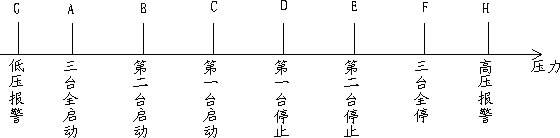 G A B C D E F H
低压报警
三台全启动
第二台启动
第一台启动
第一台停止
第二台停止
三台全停
高压报警
压力